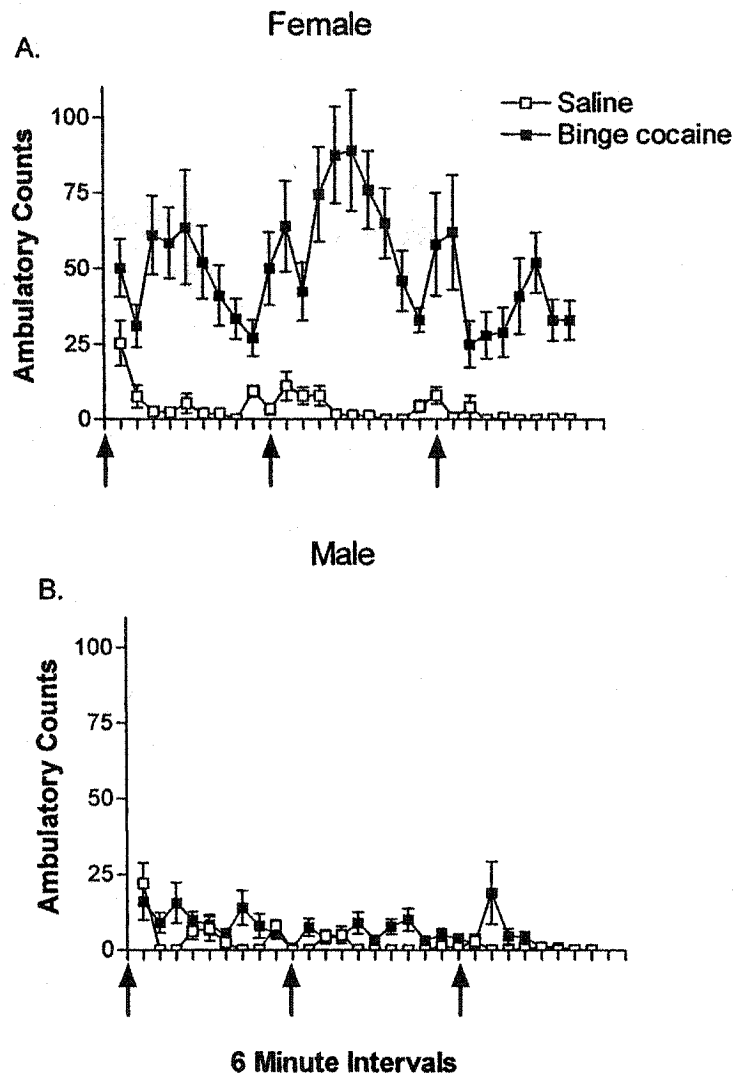 Female
A.
Saline
Binge cocaine
100
75
50
25
0
Ambulatory Counts
Male
B.
100
75
50
25
0
Ambulatory Counts
6 Minute Intervals